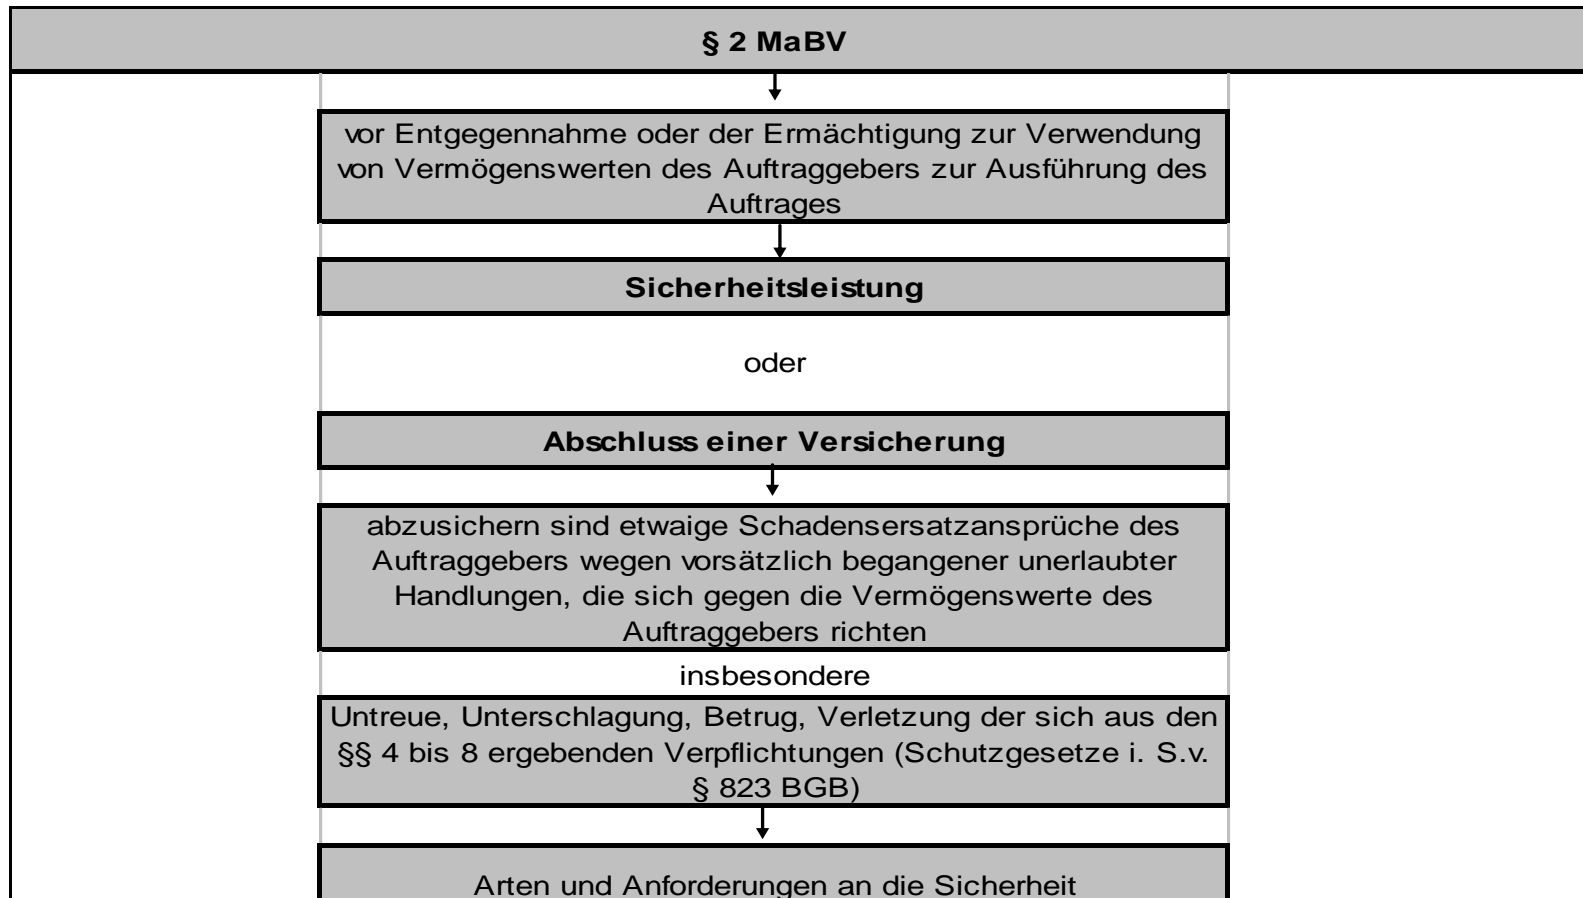 § 2 MaBV
vor Entgegennahme oder der Ermächtigung zur Verwendung
von Vermögenswerten des Auftraggebers zur Ausführung des
Auftrages
Sicherheitsleistung
oder
Abschluss einer Versicherung
abzusichern sind etwaige Schadensersatzansprüche des
Auftraggebers wegen vorsätzlich begangener unerlaubter
Handlungen, die sich gegen die Vermögenswerte des
Auftraggebers richten
insbesondere
Untreue, Unterschlagung, Betrug, Verletzung der sich aus den
§§ 4 bis 8 ergebenden Verpflichtungen (Schutzgesetze i. S.v.
§ 823 BGB)
Arten und Anforderungen an die Sicherheit